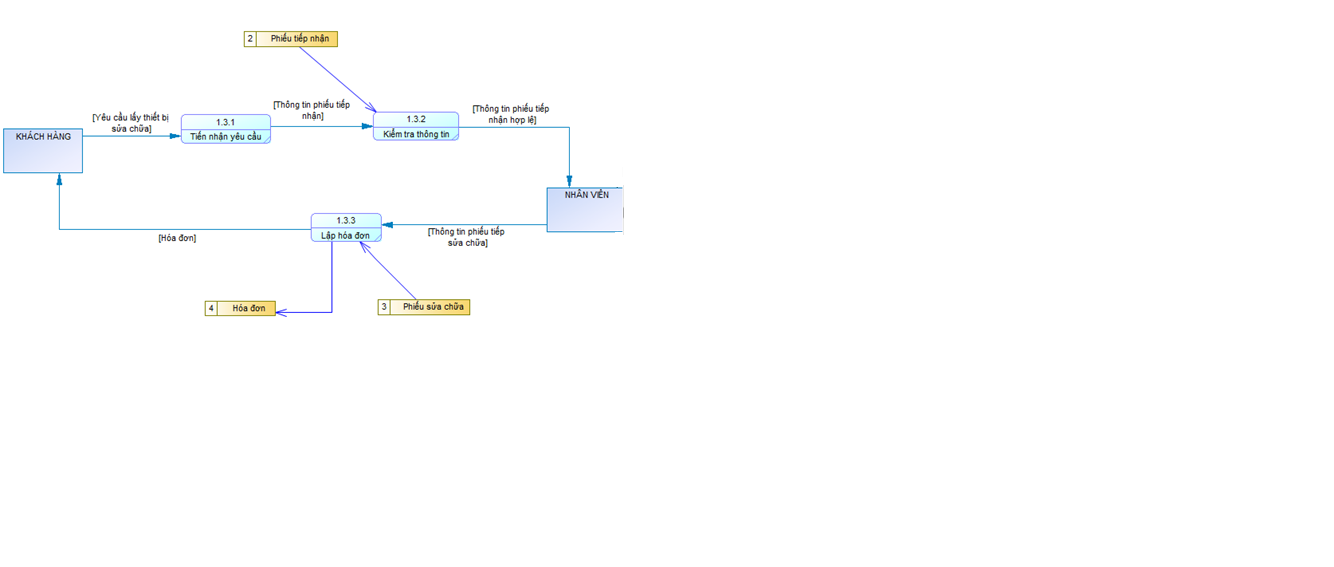 2 Phiếu tiếp nhận
[Yêu cầu lấy thiết bị
sửa chữa]
[Thông tin phiếu tiếp
nhận]
[Thông tin phiếu tiếp
nhận hợp lệ]
KHÁCH HÀNG
1.3.1
Tiến nhận yêu cầu
1.3.2
Kiểm tra thông tin
NHÂN VIÊN
1.3.3
Lập hóa đơn
[Hóa đơn]
[Thông tin phiếu tiếp
sửa chữa]
4 Hóa đơn
3 Phiếu sửa chữa